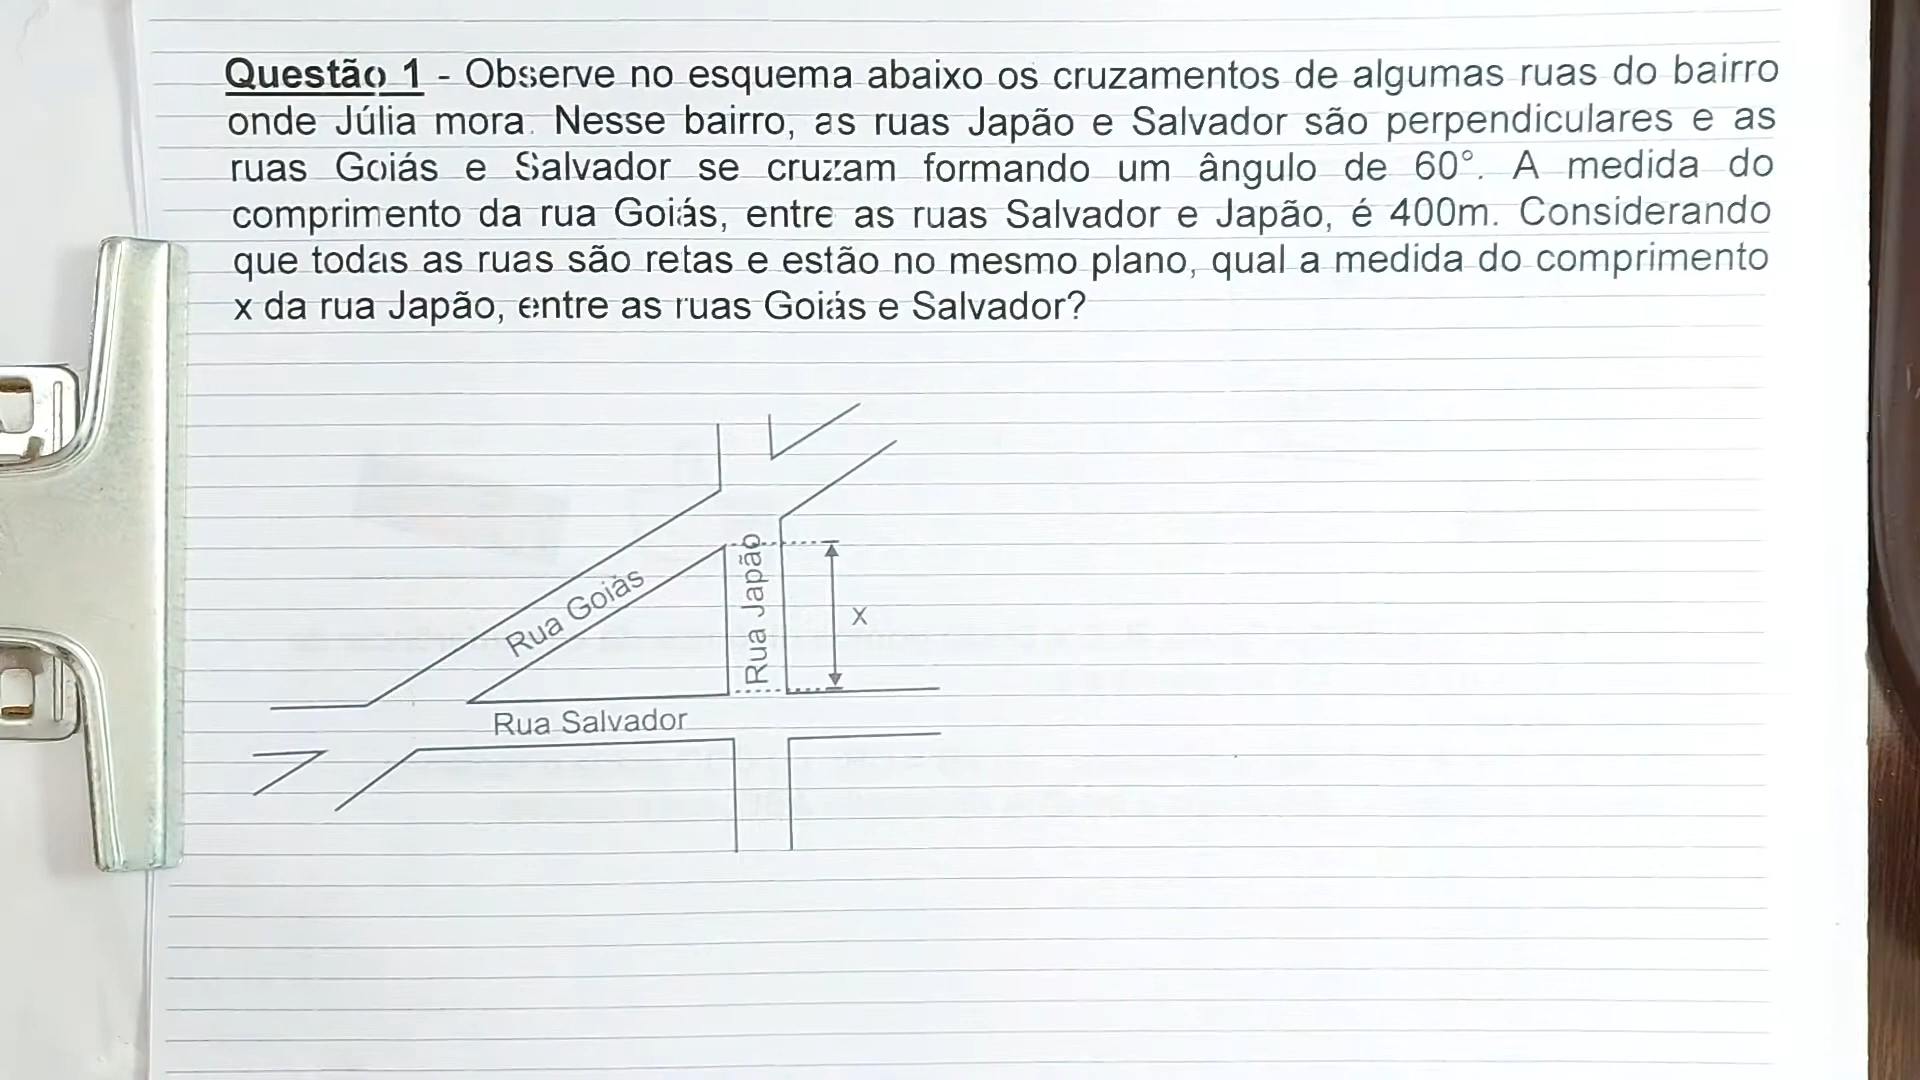 Questão 1 - Observe no esquema abaixo os cruzamentos de algumas ruas do bairro
onde Júlia mora. Nesse bairro, as ruas Japão e Salvador são perpendiculares e as
ruas Goiás e Salvador se cruzam formando um ângulo de 60°. A medida do
comprimento da rua Goiás, entre as ruas Salvador e Japão, é 400m. Considerando
que todas as ruas são retas e estão no mesmo plano, qual a medida do comprimento
x da rua Japão, entre as ruas Goiás e Salvador?
Rua Goiás
Rua Japão
x
Rua Salvador